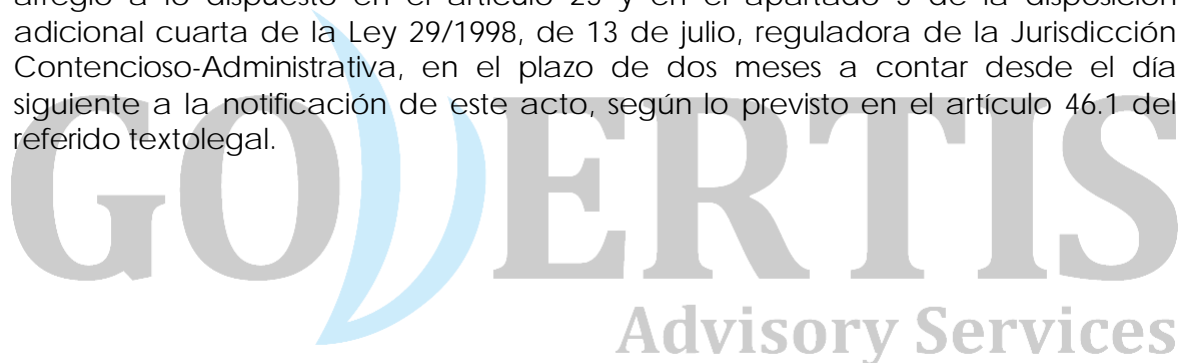 arreglo a lo dispuesto en el artículo 25 y en el apartado 5 de la disposición
adicional cuarta de la Ley 29/1998, de 13 de julio, reguladora de la Jurisdicción
Contencioso-Administrativa, en el plazo de dos meses a contar desde el día
siguiente a la notificación de este acto, según lo previsto en el artículo 46.1 del
referido textolegal.
GOVERTIS
Advisory Services